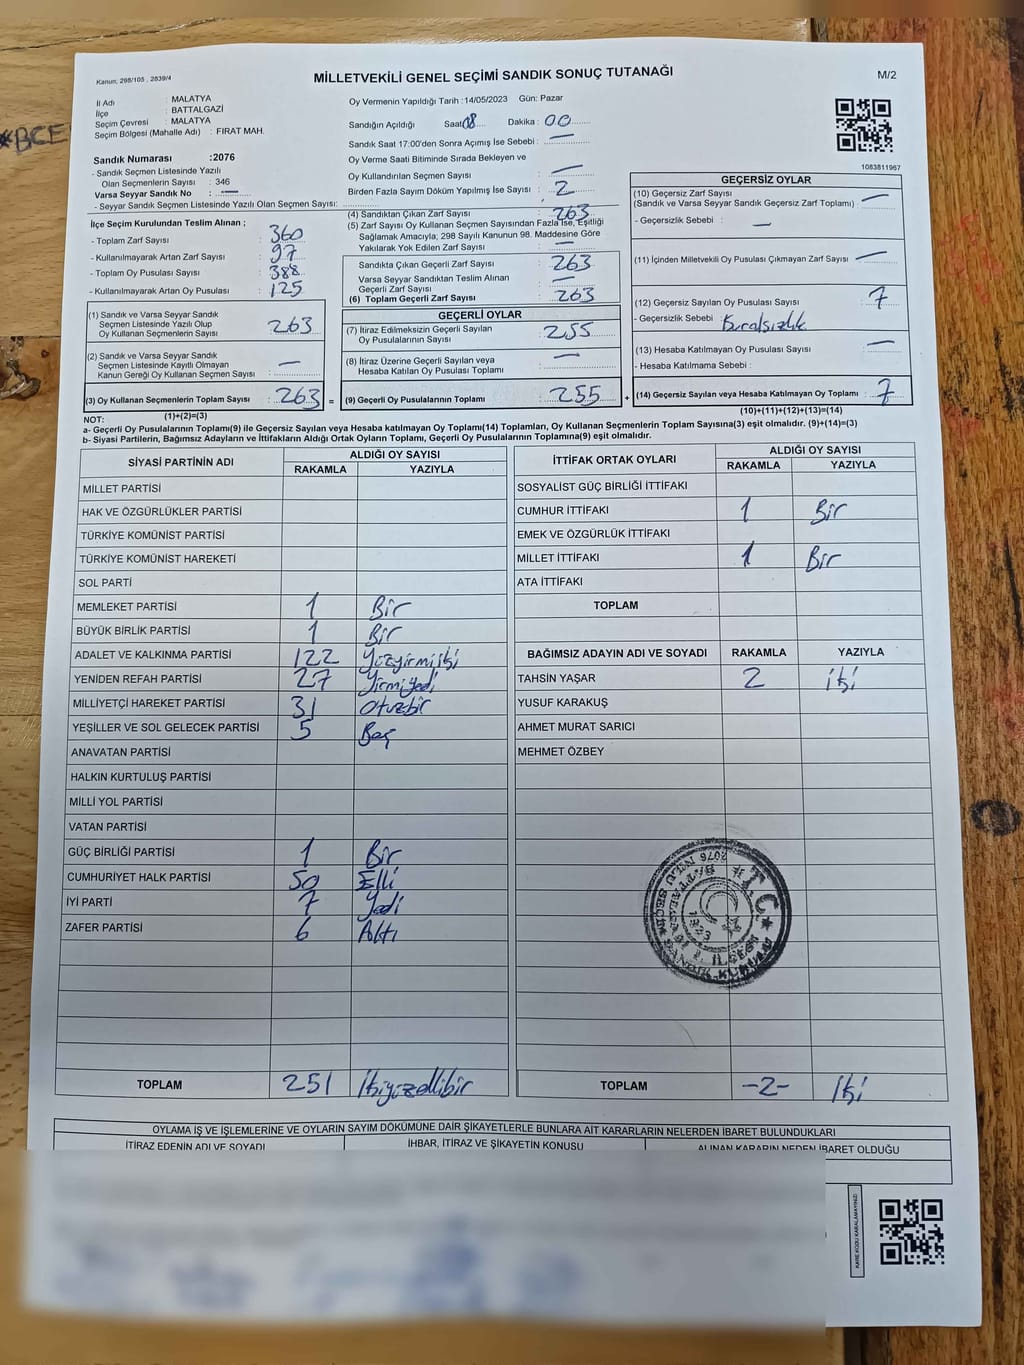 Kanun; 298/105 , 2839/4
MİLLETVEKİLİ GENEL SEÇİMİ SANDIK SONUÇ TUTANAĞI
M/2
İl Adı : MALATYA
İlçe : BATTALGAZİ
Seçim Çevresi : MALATYA
Seçim Bölgesi (Mahalle Adı) : FIRAT MAH.
Sandık Numarası :2076
- Sandık Seçmen Listesinde Yazılı
Olan Seçmenlerin Sayısı : 346
Varsa Seyyar Sandık No : —
- Seyyar Sandık Seçmen Listesinde Yazılı Olan Seçmen Sayısı:
Oy Vermenin Yapıldığı Tarih :14/05/2023 Gün: Pazar
Sandığın Açıldığı Saat: 08 Dakika : 00
Sandık Saat 17:00'den Sonra Açımış İse Sebebi : —
Oy Verme Saati Bitiminde Sırada Bekleyen ve
Oy Kullandırılan Seçmen Sayısı : —
Birden Fazla Sayım Döküm Yapılmış İse Sayısı : 2
1083811967
İlçe Seçim Kurulundan Teslim Alınan ;
- Toplam Zarf Sayısı : 360
- Kullanılmayarak Artan Zarf Sayısı : 97
- Toplam Oy Pusulası Sayısı : 388
- Kullanılmayarak Artan Oy Pusulası : 125
(1) Sandık ve Varsa Seyyar Sandık
Seçmen Listesinde Yazılı Olup
Oy Kullanan Seçmenlerin Sayısı : 263
(2) Sandık ve Varsa Seyyar Sandık
Seçmen Listesinde Kayıtlı Olmayan
Kanun Gereği Oy Kullanan Seçmen Sayısı : —
(3) Oy Kullanan Seçmenlerin Toplam Sayısı : 263 =
(1)+(2)=(3)
(4) Sandıktan Çıkan Zarf Sayısı : 263
(5) Zarf Sayısı Oy Kullanan Seçmen Sayısından Fazla İse, Eşitliği
Sağlamak Amacıyla; 298 Sayılı Kanunun 98. Maddesine Göre
Yakılarak Yok Edilen Zarf Sayısı : —
Sandıkta Çıkan Geçerli Zarf Sayısı : 263
Varsa Seyyar Sandıktan Teslim Alınan
Geçerli Zarf Sayısı : —
(6) Toplam Geçerli Zarf Sayısı : 263
GEÇERLİ OYLAR
(7) İtiraz Edilmeksizin Geçerli Sayılan
Oy Pusulalarının Sayısı : 255
(8) İtiraz Üzerine Geçerli Sayılan veya
Hesaba Katılan Oy Pusulaları Toplamı : —
(9) Geçerli Oy Pusulalarının Toplamı : 255 +
GEÇERSİZ OYLAR
(10) Geçersiz Zarf Sayısı
(Sandık ve Varsa Seyyar Sandık Geçersiz Zarf Toplamı) : —
- Geçersizlik Sebebi : —
(11) İçinden Milletvekili Oy Pusulası Çıkmayan Zarf Sayısı : —
(12) Geçersiz Sayılan Oy Pusulası Sayısı : 7
- Geçersizlik Sebebi : Kuralsızlık
(13) Hesaba Katılmayan Oy Pusulası Sayısı : —
- Hesaba Katılmama Sebebi :
(14) Geçersiz Sayılan veya Hesaba Katılmayan Oy Toplamı : 7
(10)+(11)+(12)+(13)=(14)
NOT:
a- Geçerli Oy Pusulalarının Toplamı(9) ile Geçersiz Sayılan veya Hesaba katılmayan Oy Toplamı(14) Toplamları, Oy Kullanan Seçmenlerin Toplam Sayısına(3) eşit olmalıdır. (9)+(14)=(3)
b- Siyasi Partilerin, Bağımsız Adayların ve İttifakların Aldığı Ortak Oyların Toplamı, Geçerli Oy Pusulalarının Toplamına(9) eşit olmalıdır.
SİYASİ PARTİNİN ADI ALDIĞI OY SAYISI
RAKAMLA YAZIYLA
MİLLET PARTİSİ
HAK VE ÖZGÜRLÜKLER PARTİSİ
TÜRKİYE KOMÜNİST PARTİSİ
TÜRKİYE KOMÜNİST HAREKETİ
SOL PARTİ
MEMLEKET PARTİSİ 1 Bir
BÜYÜK BİRLİK PARTİSİ 1 Bir
ADALET VE KALKINMA PARTİSİ 122 Yüzyirmiiki
YENİDEN REFAH PARTİSİ 27 Yirmiyedi
MİLLİYETÇİ HAREKET PARTİSİ 31 Otuzbir
YEŞİLLER VE SOL GELECEK PARTİSİ 5 Beş
ANAVATAN PARTİSİ
HALKIN KURTULUŞ PARTİSİ
MİLLİ YOL PARTİSİ
VATAN PARTİSİ
GÜÇ BİRLİĞİ PARTİSİ 1 Bir
CUMHURİYET HALK PARTİSİ 50 Elli
İYİ PARTİ 7 Yedi
ZAFER PARTİSİ 6 Altı
TOPLAM 251 İkiyüzellibir
İTTİFAK ORTAK OYLARI ALDIĞI OY SAYISI
RAKAMLA YAZIYLA
SOSYALİST GÜÇ BİRLİĞİ İTTİFAKI
CUMHUR İTTİFAKI 1 Bir
EMEK VE ÖZGÜRLÜK İTTİFAKI
MİLLET İTTİFAKI 1 Bir
ATA İTTİFAKI
TOPLAM
BAĞIMSIZ ADAYIN ADI VE SOYADI RAKAMLA YAZIYLA
TAHSİN YAŞAR 2 iki
YUSUF KARAKUŞ
AHMET MURAT SARICI
MEHMET ÖZBEY
T.C.
TOPLAM -2- İki
OYLAMA İŞ VE İŞLEMLERİNE VE OYLARIN SAYIM DÖKÜMÜNE DAİR ŞİKAYETLERLE BUNLARA AİT KARARLARIN NELERDEN İBARET BULUNDUKLARI
İTİRAZ EDENİN ADI VE SOYADI İHBAR, İTİRAZ VE ŞİKAYETİN KONUSU ALINAN KARARIN NEDEN İBARET OLDUĞU
KARE KODU KARALAMAYINIZ!